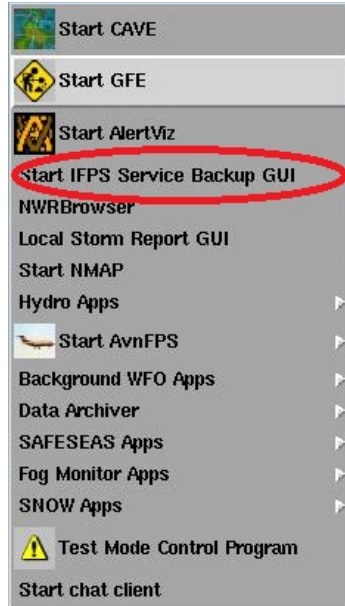 Start CAVE
Start GFE
Start AlertViz
Start IFPS Service Backup GUI
NWRBrowser
Local Storm Report GUI
Start NMAP
Hydro Apps
Start AvnFPS
Background WFO Apps
Data Archiver
SAFESEAS Apps
Fog Monitor Apps
SNOW Apps
Test Mode Control Program
Start chat client